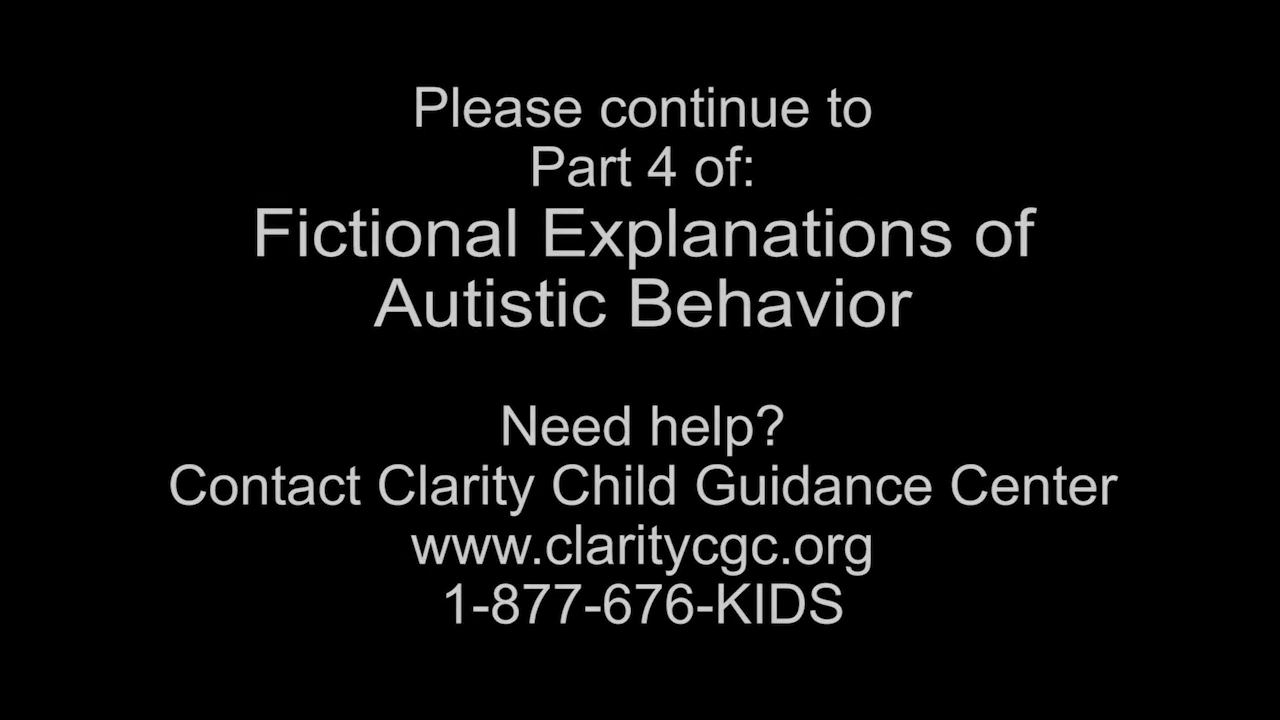 Please continue to
Part 4 of:
Fictional Explanations of
Autistic Behavior
Need help?
Contact Clarity Child Guidance Center
www.claritycgc.org
1-877-676-KIDS